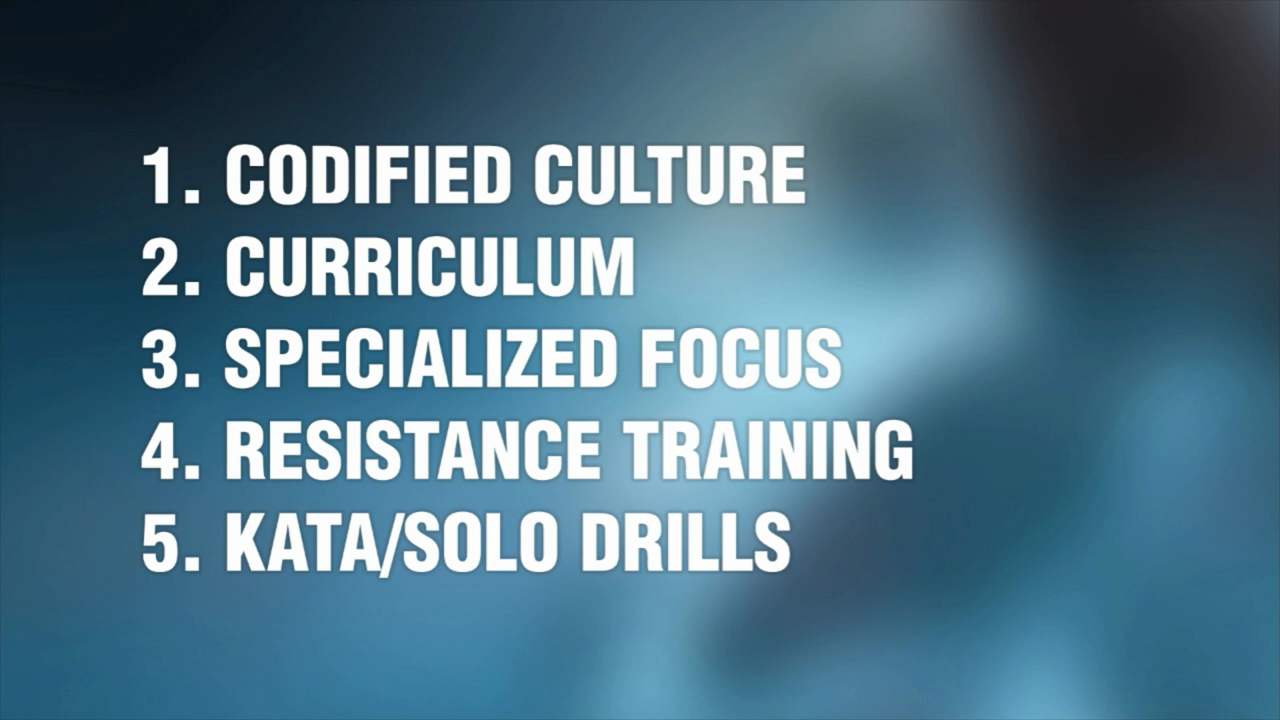 1. CODIFIED CULTURE
2. CURRICULUM
3. SPECIALIZED FOCUS
4. RESISTANCE TRAINING
5. KATA/SOLO DRILLS